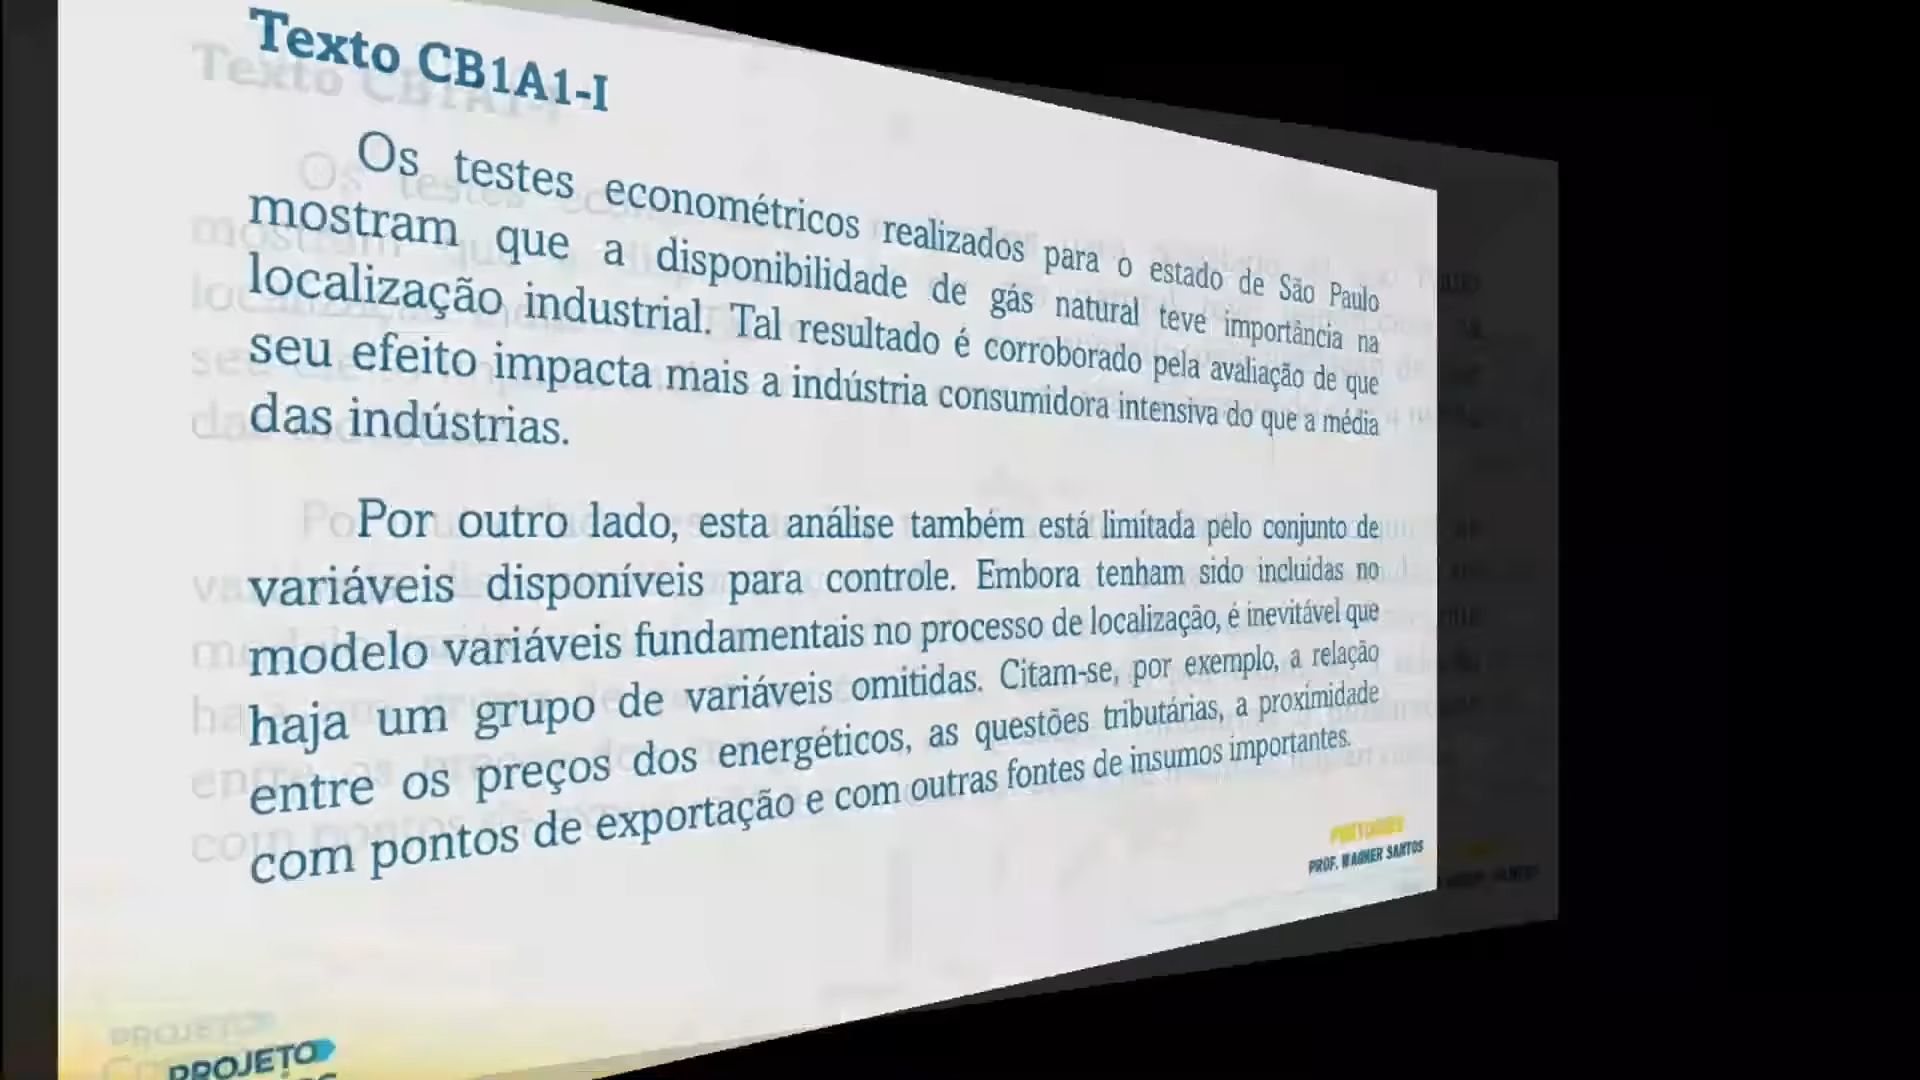 Texto CB1A1-I
Os testes econométricos realizados para o estado de São Paulo
mostram que a disponibilidade de gás natural teve importância na
localização industrial. Tal resultado é corroborado pela avaliação de que
seu efeito impacta mais a indústria consumidora intensiva do que a média
das indústrias.
Por outro lado, esta análise também está limitada pelo conjunto de
variáveis disponíveis para controle. Embora tenham sido incluídas no
modelo variáveis fundamentais no processo de localização, é inevitável que
haja um grupo de variáveis omitidas. Citam-se, por exemplo, a relação
entre os preços dos energéticos, as questões tributárias, a proximidade
com pontos de exportação e com outras fontes de insumos importantes.
PROF. WAGNER SANTOS
PROJETO